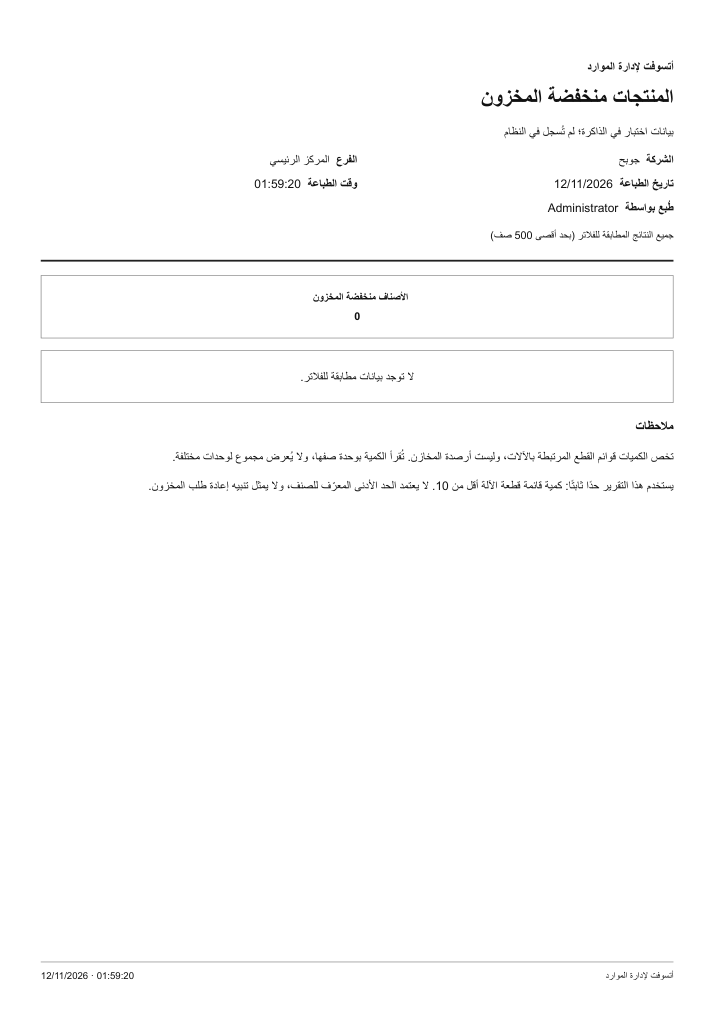 أتسوفت لإدارة الموارد
المنتجات منخفضة المخزون
بيانات اختبار في الذاكرة؛ لم تُسجل في النظام
الشركة جوبح الفرع المركز الرئيسي
تاريخ الطباعة 12/11/2026 وقت الطباعة 01:59:20
طُبع بواسطة Administrator
جميع النتائج المطابقة للفلاتر (بحد أقصى 500 صف)
الأصناف منخفضة المخزون
0
لا توجد بيانات مطابقة للفلاتر.
ملاحظات
تخص الكميات قوائم القطع المرتبطة بالآلات، وليست أرصدة المخازن. تُقرأ الكمية بوحدة صفها، ولا يُعرض مجموع لوحدات مختلفة.
يستخدم هذا التقرير حدًا ثابتًا: كمية قائمة قطعة الآلة أقل من 10. لا يعتمد الحد الأدنى المعرّف للصنف، ولا يمثل تنبيه إعادة طلب المخزون.
أتسوفت لإدارة الموارد 12/11/2026 · 01:59:20